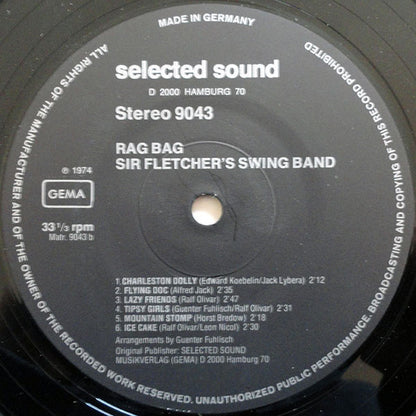 MADE IN GERMANY
ALL RIGHTS OF THE MANUFACTURER AND OF THE OWNER OF THE RECORDED WORK RESERVED. UNAUTHORIZED PUBLIC PERFORMANCE, BROADCASTING AND COPYING OF THIS RECORD PROHIBITED
selected sound
D 2000 HAMBURG 70
Stereo 9043
RAG BAG
SIR FLETCHER'S SWING BAND
℗ 1974
GEMA
33 1/3 rpm
Matr. 9043 b
1. CHARLESTON DOLLY (Edward Koebelin/Jack Lybera) 2'12
2. FLYING DOC (Alfred Jack) 2'35
3. LAZY FRIENDS (Ralf Olivar) 2'47
4. TIPSY GIRLS (Guenter Fuhlisch/Ralf Olivar) 2'31
5. MOUNTAIN STOMP (Horst Bredow) 2'18
6. ICE CAKE (Ralf Olivar/Leon Nicol) 2'30
Arrangements by Guenter Fuhlisch
Original Publisher: SELECTED SOUND
MUSIKVERLAG (GEMA) D 2000 Hamburg 70